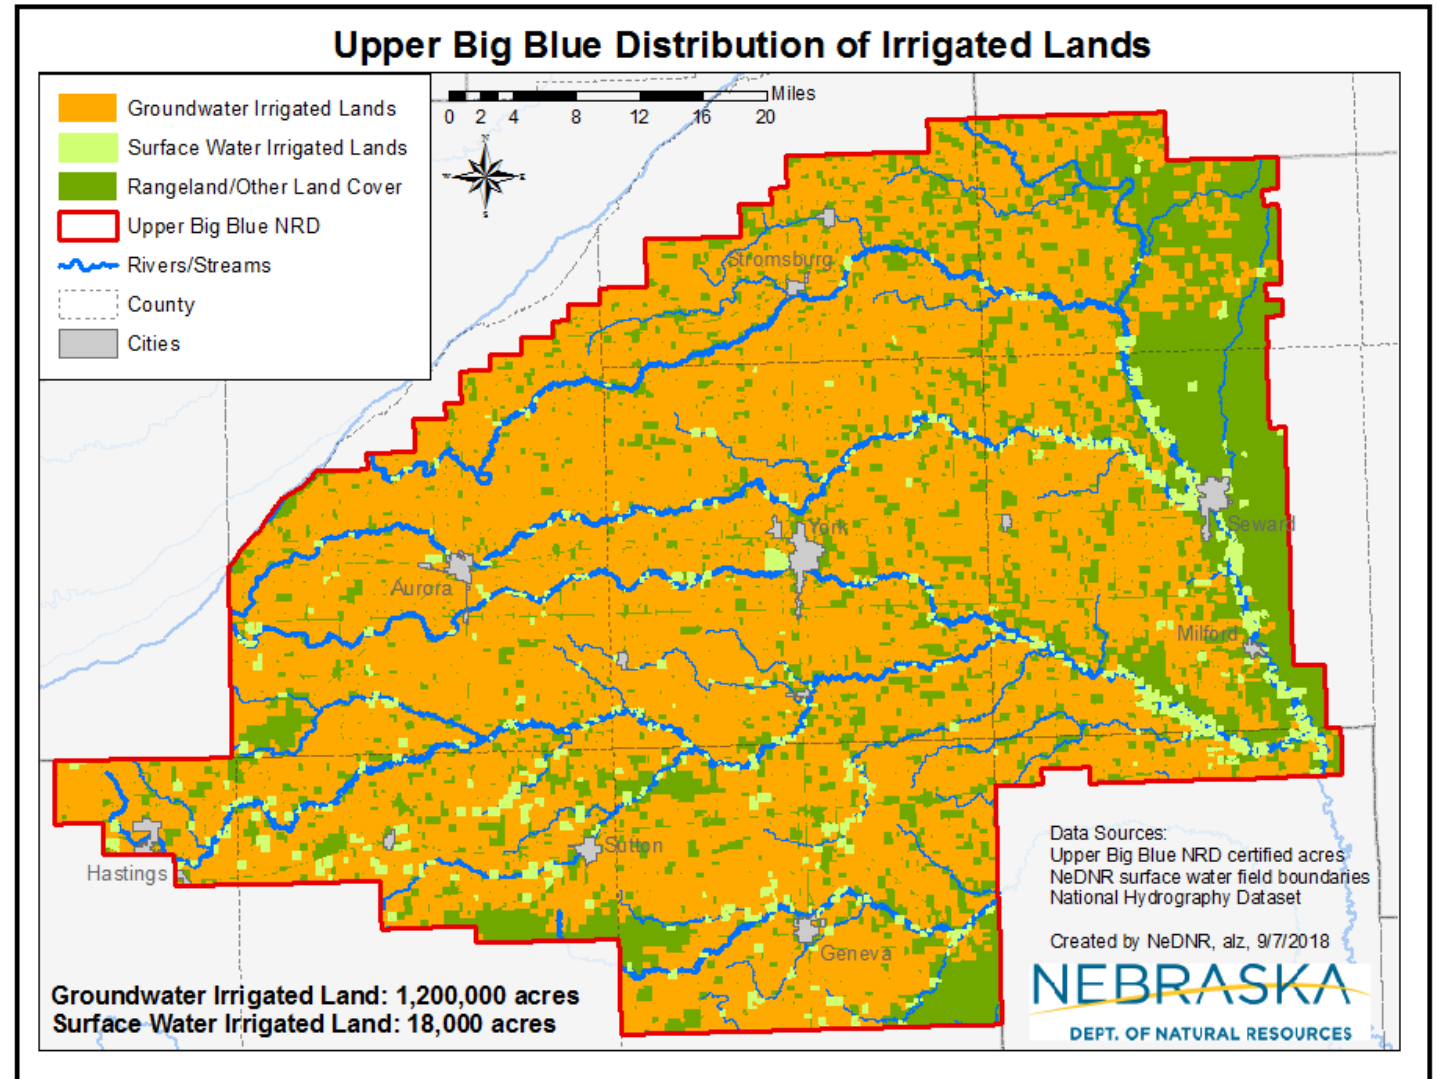 Upper Big Blue Distribution of Irrigated Lands
Groundwater Irrigated Lands
Surface Water Irrigated Lands
Rangeland/Other Land Cover
Upper Big Blue NRD
Rivers/Streams
County
Cities
Miles
0 2 4 8 12 16 20
N
W E
S
Stromsburg
York
Seward
Aurora
Milford
Sutton
Hastings
Geneva
Data Sources:
Upper Big Blue NRD certified acres
NeDNR surface water field boundaries
National Hydrography Dataset
Created by NeDNR, alz, 9/7/2018
NEBRASKA
DEPT. OF NATURAL RESOURCES
Groundwater Irrigated Land: 1,200,000 acres
Surface Water Irrigated Land: 18,000 acres